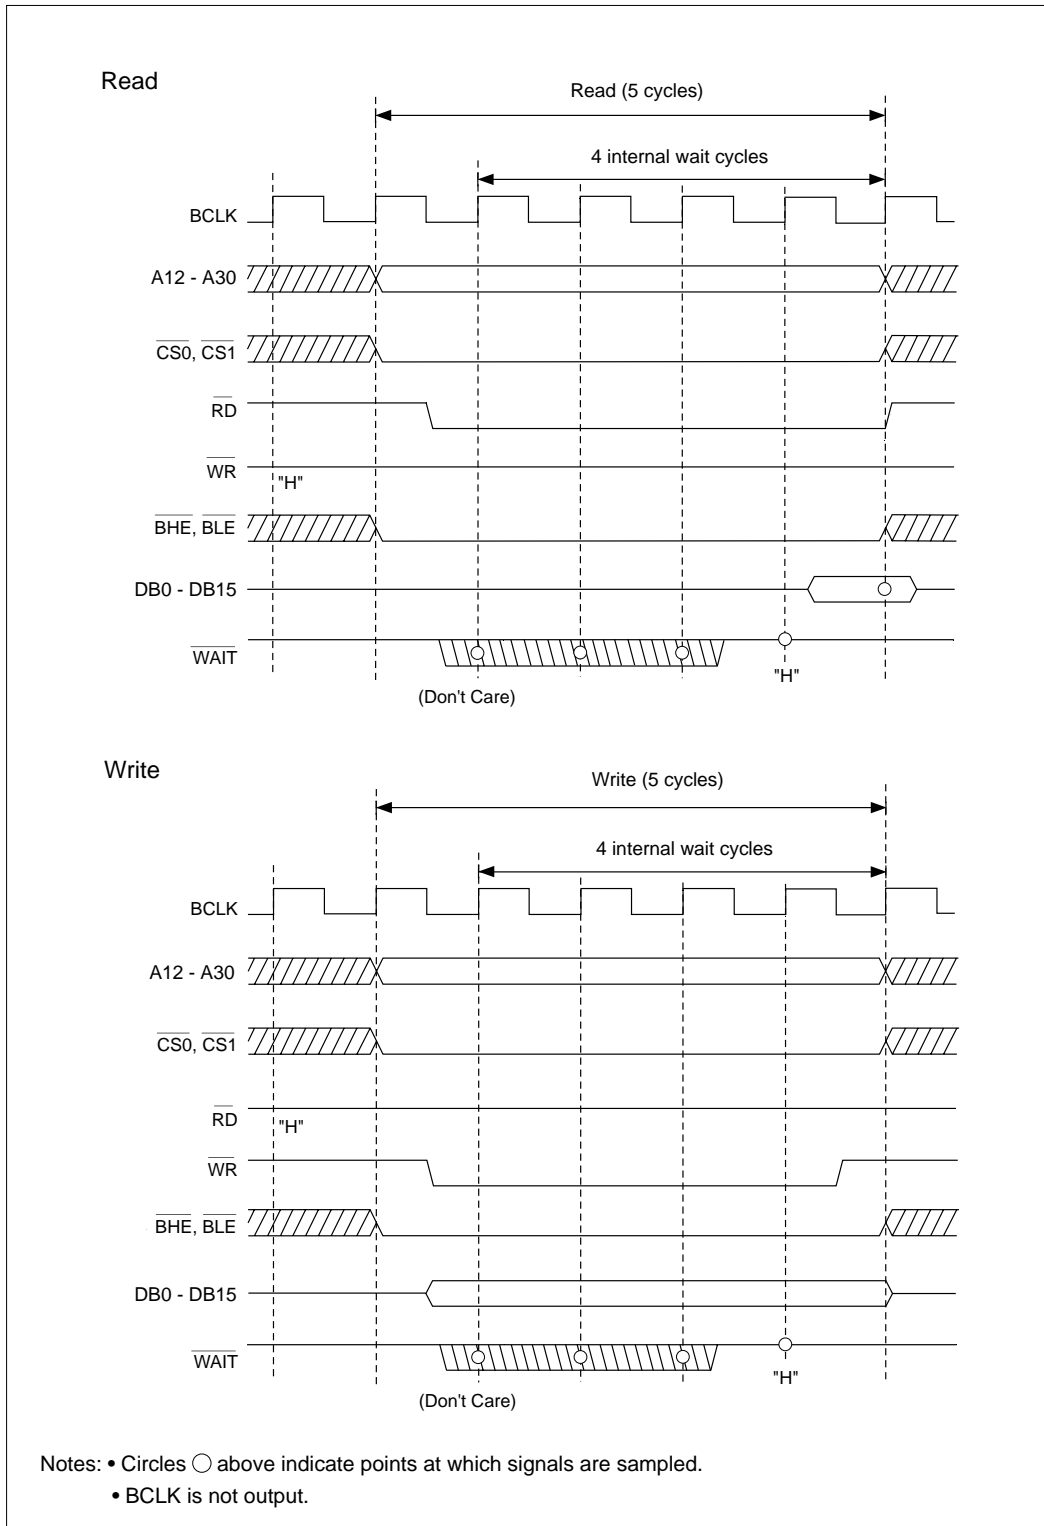 Read
Read (5 cycles)
4 internal wait cycles
BCLK
A12 - A30
CS0, CS1
RD
WR
"H"
BHE, BLE
DB0 - DB15
WAIT
"H"
(Don't Care)
Write
Write (5 cycles)
4 internal wait cycles
BCLK
A12 - A30
CS0, CS1
RD
"H"
WR
BHE, BLE
DB0 - DB15
WAIT
"H"
(Don't Care)
Notes: • Circles ○ above indicate points at which signals are sampled.
• BCLK is not output.